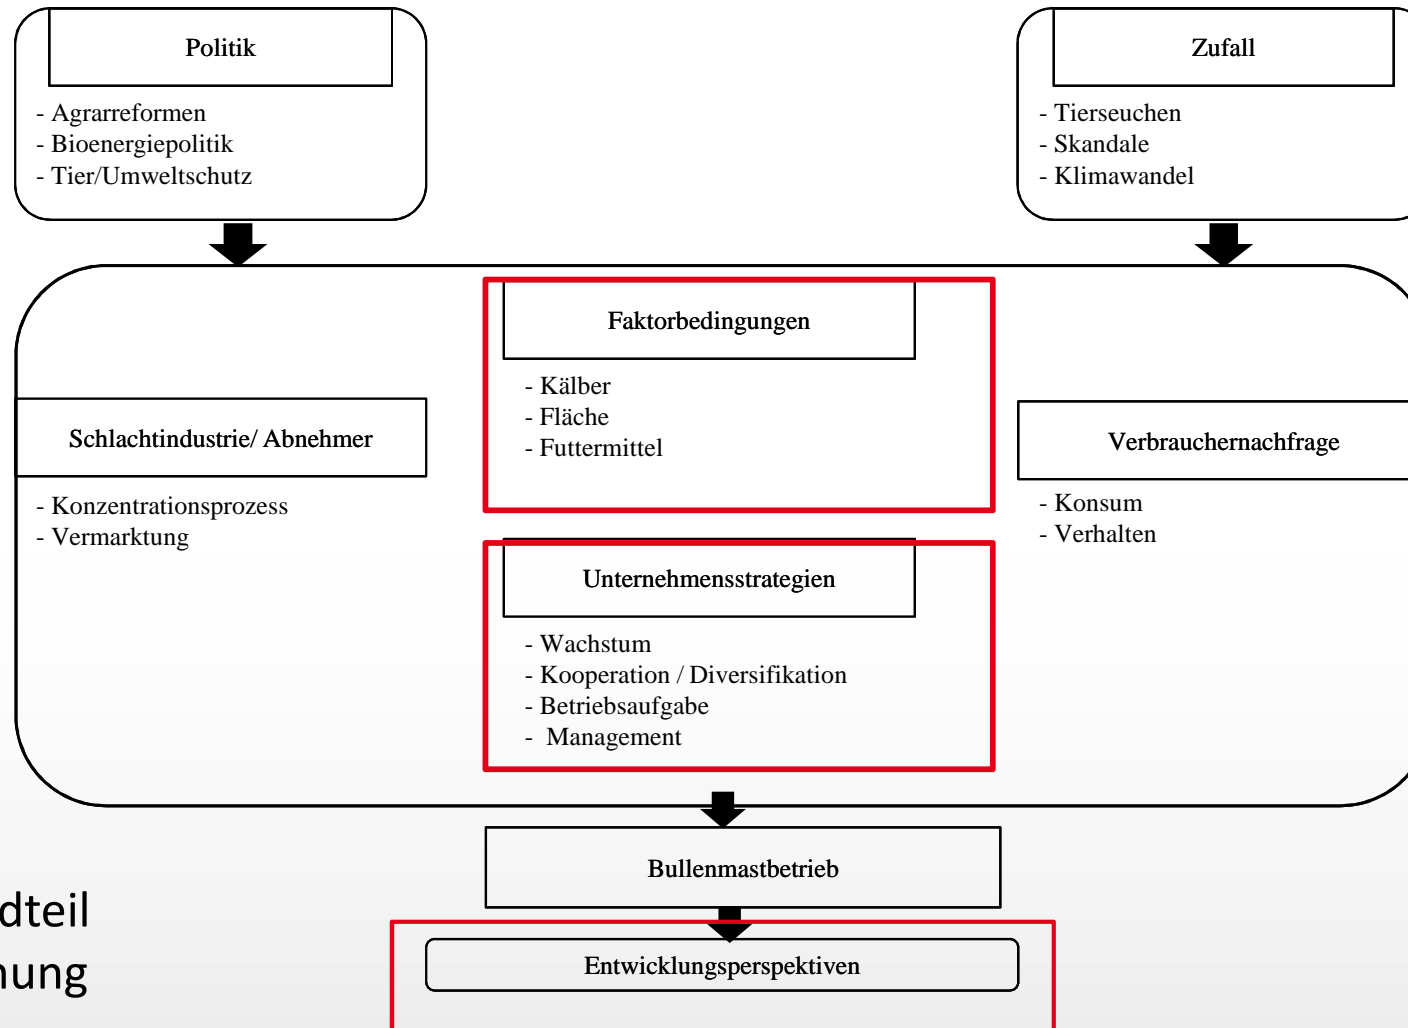 Politik
- Agrarreformen
- Bioenergiepolitik
- Tier/Umweltschutz
Zufall
- Tierseuchen
- Skandale
- Klimawandel
Faktorbedingungen
- Kälber
- Fläche
- Futtermittel
Schlachtindustrie/ Abnehmer
- Konzentrationsprozess
- Vermarktung
Verbrauchernachfrage
- Konsum
- Verhalten
Unternehmensstrategien
- Wachstum
- Kooperation / Diversifikation
- Betriebsaufgabe
- Management
Bullenmastbetrieb
Entwicklungsperspektiven
dteil
nung